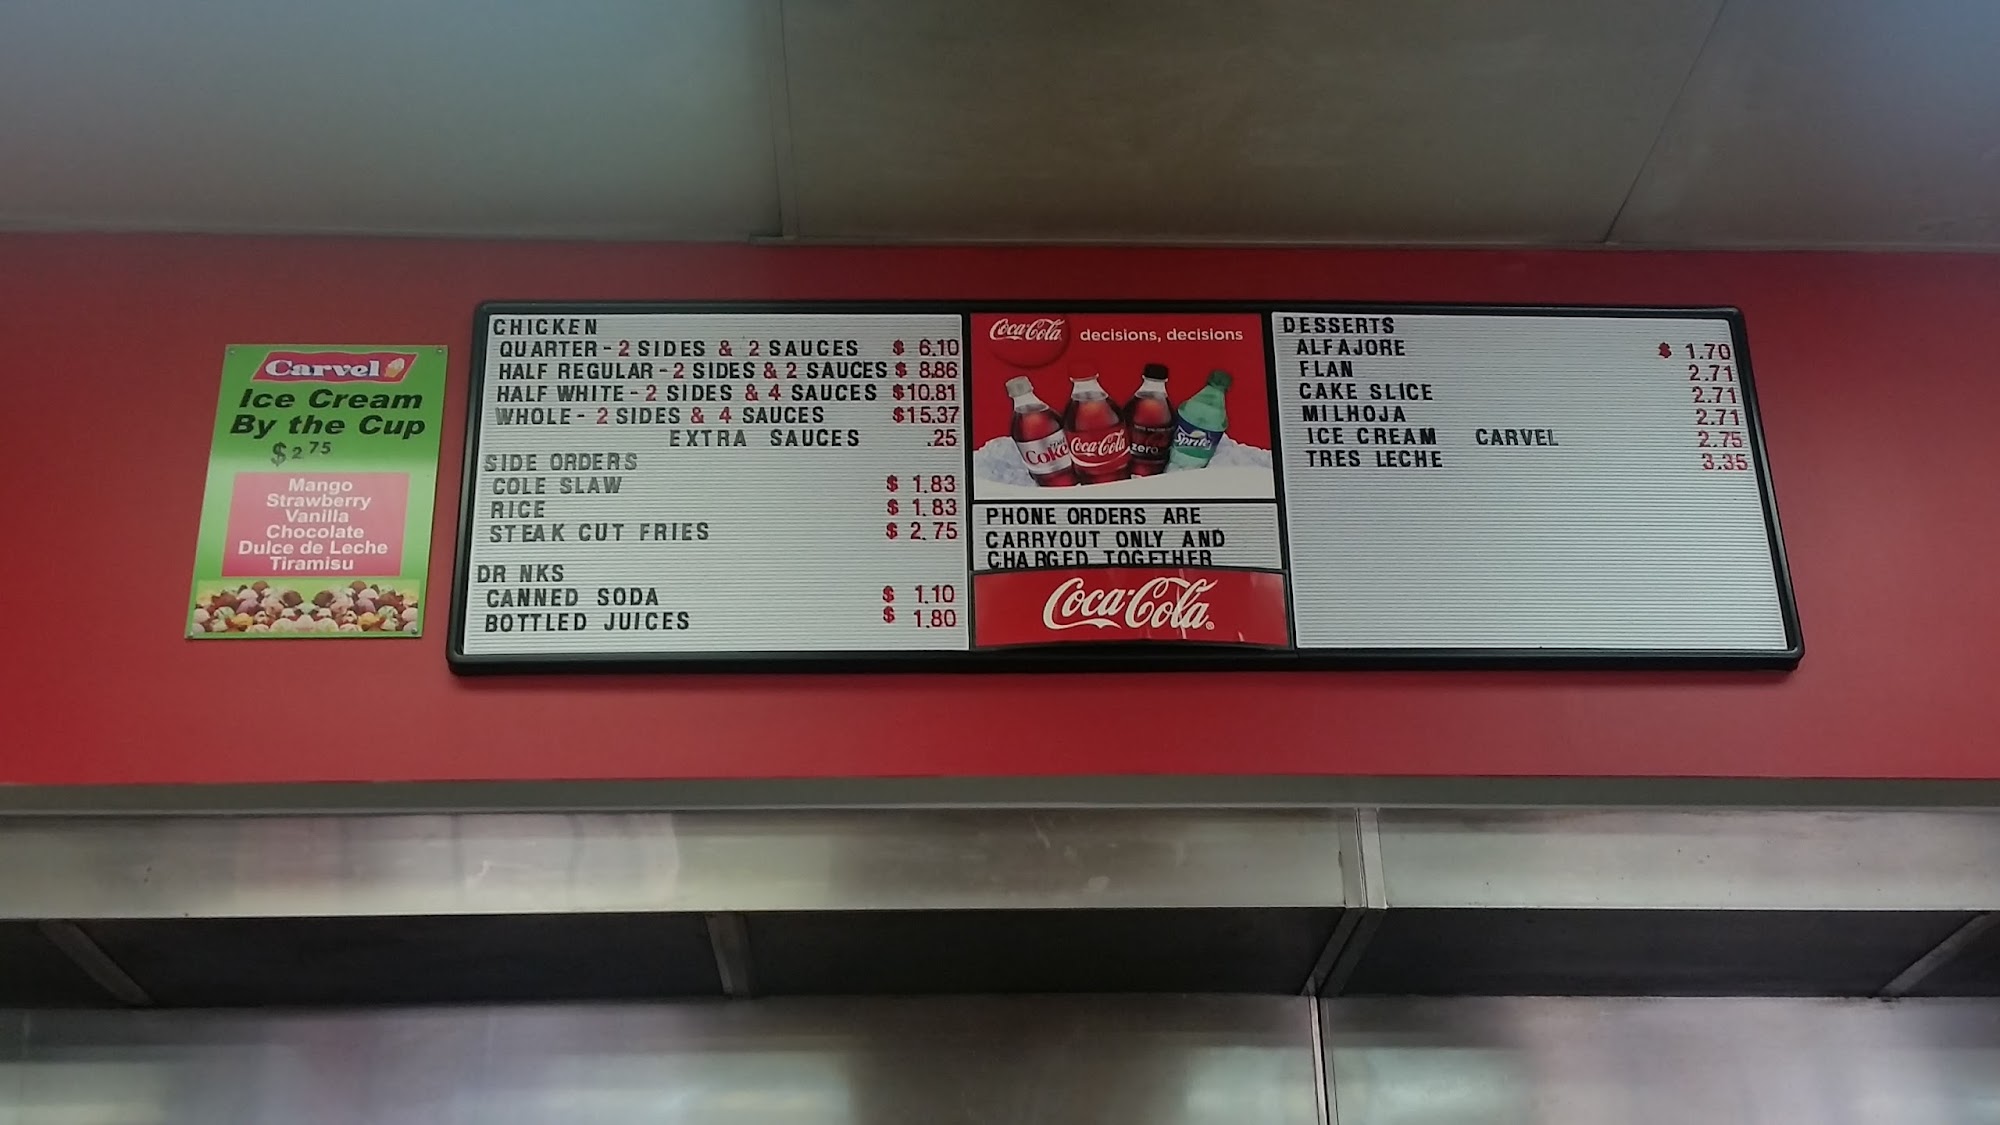 Carvel
Ice Cream
By the Cup
$2.75
Mango
Strawberry
Vanilla
Chocolate
Dulce de Leche
Tiramisu
CHICKEN
QUARTER - 2 SIDES & 2 SAUCES $ 6.10
HALF REGULAR - 2 SIDES & 2 SAUCES $ 8.86
HALF WHITE - 2 SIDES & 4 SAUCES $10.81
WHOLE - 2 SIDES & 4 SAUCES $15.37
EXTRA SAUCES .25
SIDE ORDERS
COLE SLAW $ 1.83
RICE $ 1.83
STEAK CUT FRIES $ 2.75
DR NKS
CANNED SODA $ 1.10
BOTTLED JUICES $ 1.80
Coca-Cola decisions, decisions
Coke Coca-Cola zero Sprite
PHONE ORDERS ARE
CARRYOUT ONLY AND
CHARGED TOGETHER
Coca-Cola®
DESSERTS
ALFAJORE $ 1.70
FLAN 2.71
CAKE SLICE 2.71
MILHOJA 2.71
ICE CREAM CARVEL 2.75
TRES LECHE 3.35